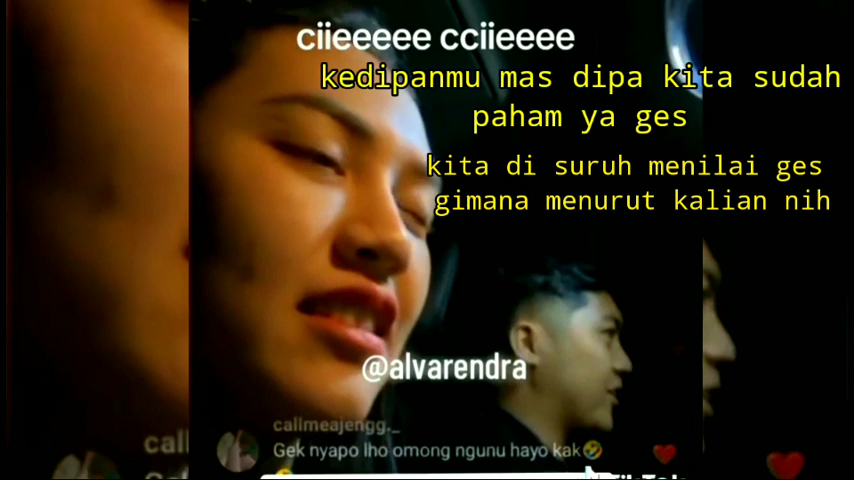 ciieeeee cciieeee
kedipanmu mas dipa kita sudah
paham ya ges
kita di suruh menilai ges
gimana menurut kalian nih
@alvarendra
callmeajengg._
Gek nyapo lho omong ngunu hayo kak🤣
call